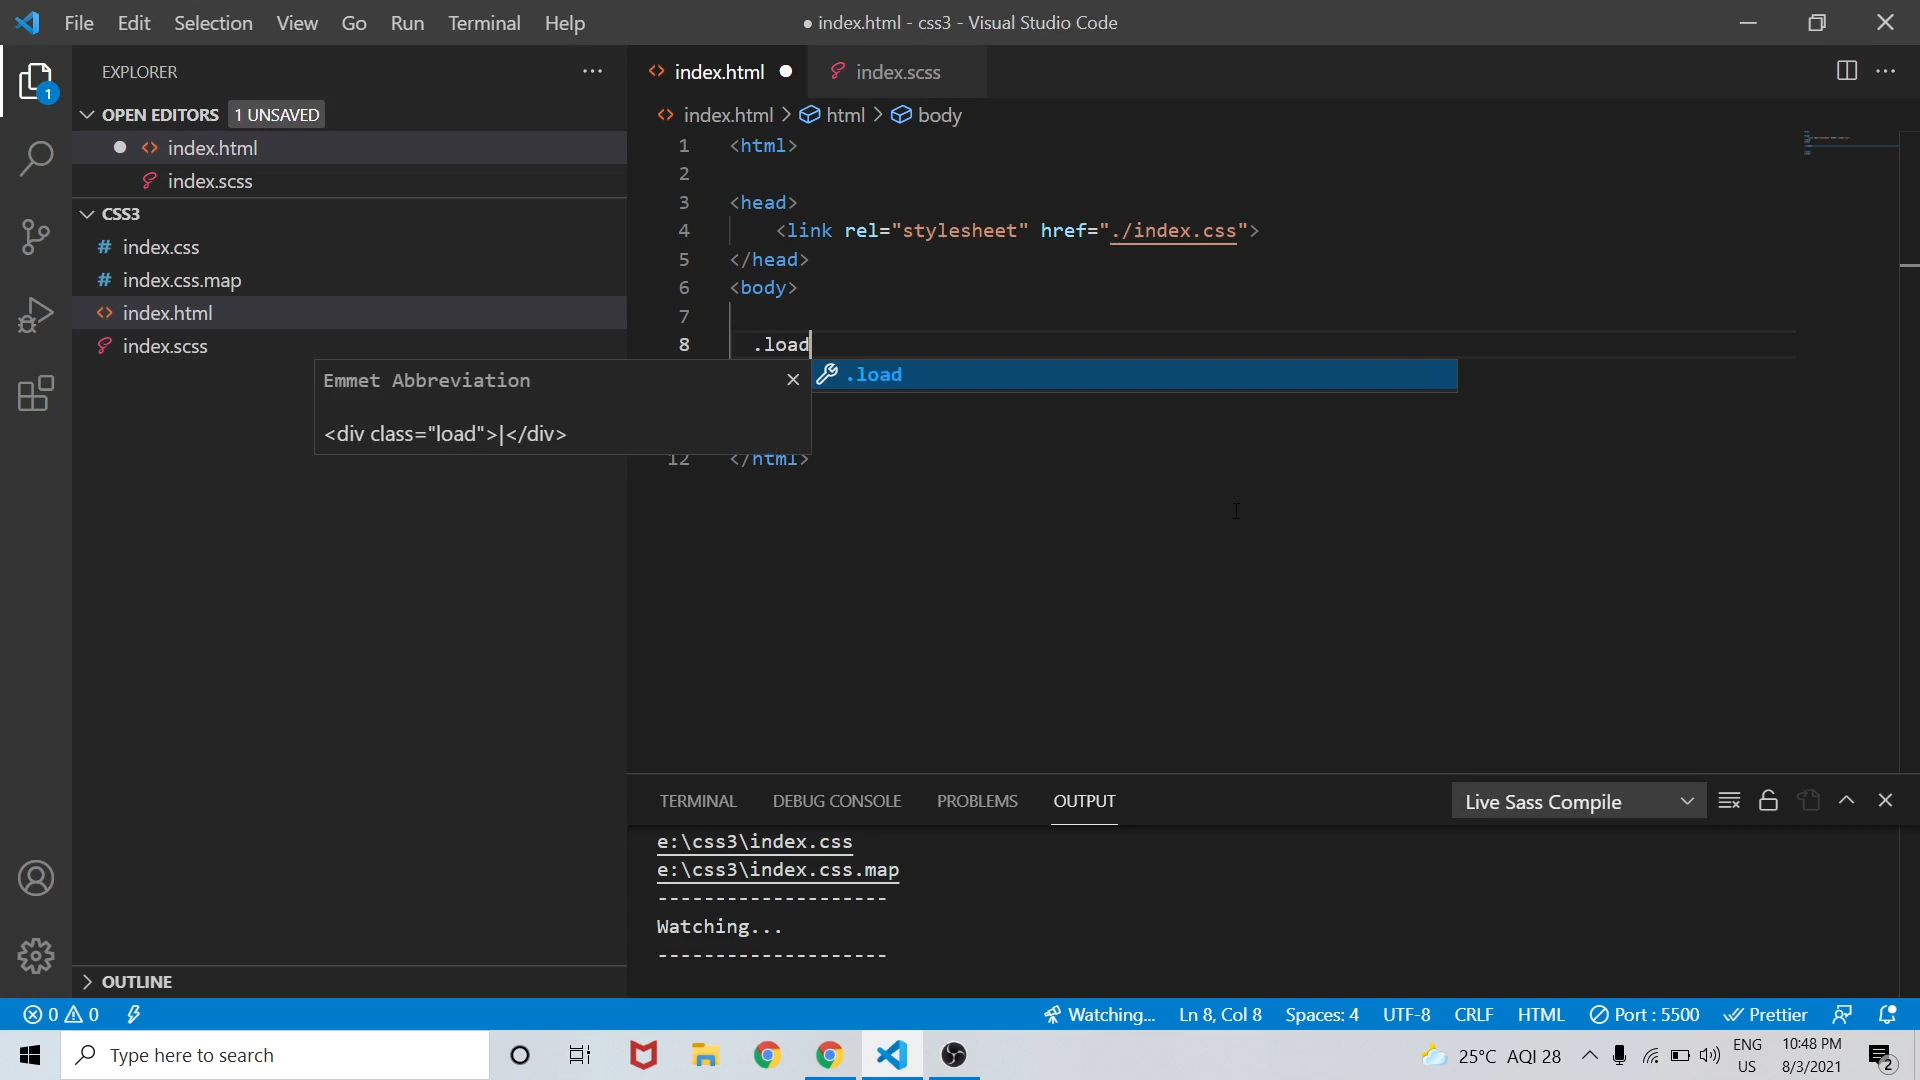 File Edit Selection View Go Run Terminal Help
● index.html - css3 - Visual Studio Code
EXPLORER
1
OPEN EDITORS 1 UNSAVED
index.html
index.scss
CSS3
index.css
index.css.map
index.html
index.scss
OUTLINE
index.html
index.scss
index.html > html > body
1 <html>
2
3 <head>
4 <link rel="stylesheet" href="./index.css">
5 </head>
6 <body>
7
8 .load
.load
Emmet Abbreviation
<div class="load">|</div>
12 </html>
TERMINAL DEBUG CONSOLE PROBLEMS OUTPUT
Live Sass Compile
e:\css3\index.css
e:\css3\index.css.map
--------------------
Watching...
--------------------
0 0 Watching... Ln 8, Col 8 Spaces: 4 UTF-8 CRLF HTML Port : 5500 Prettier
Type here to search
25°C AQI 28
ENG
US
10:48 PM
8/3/2021
2